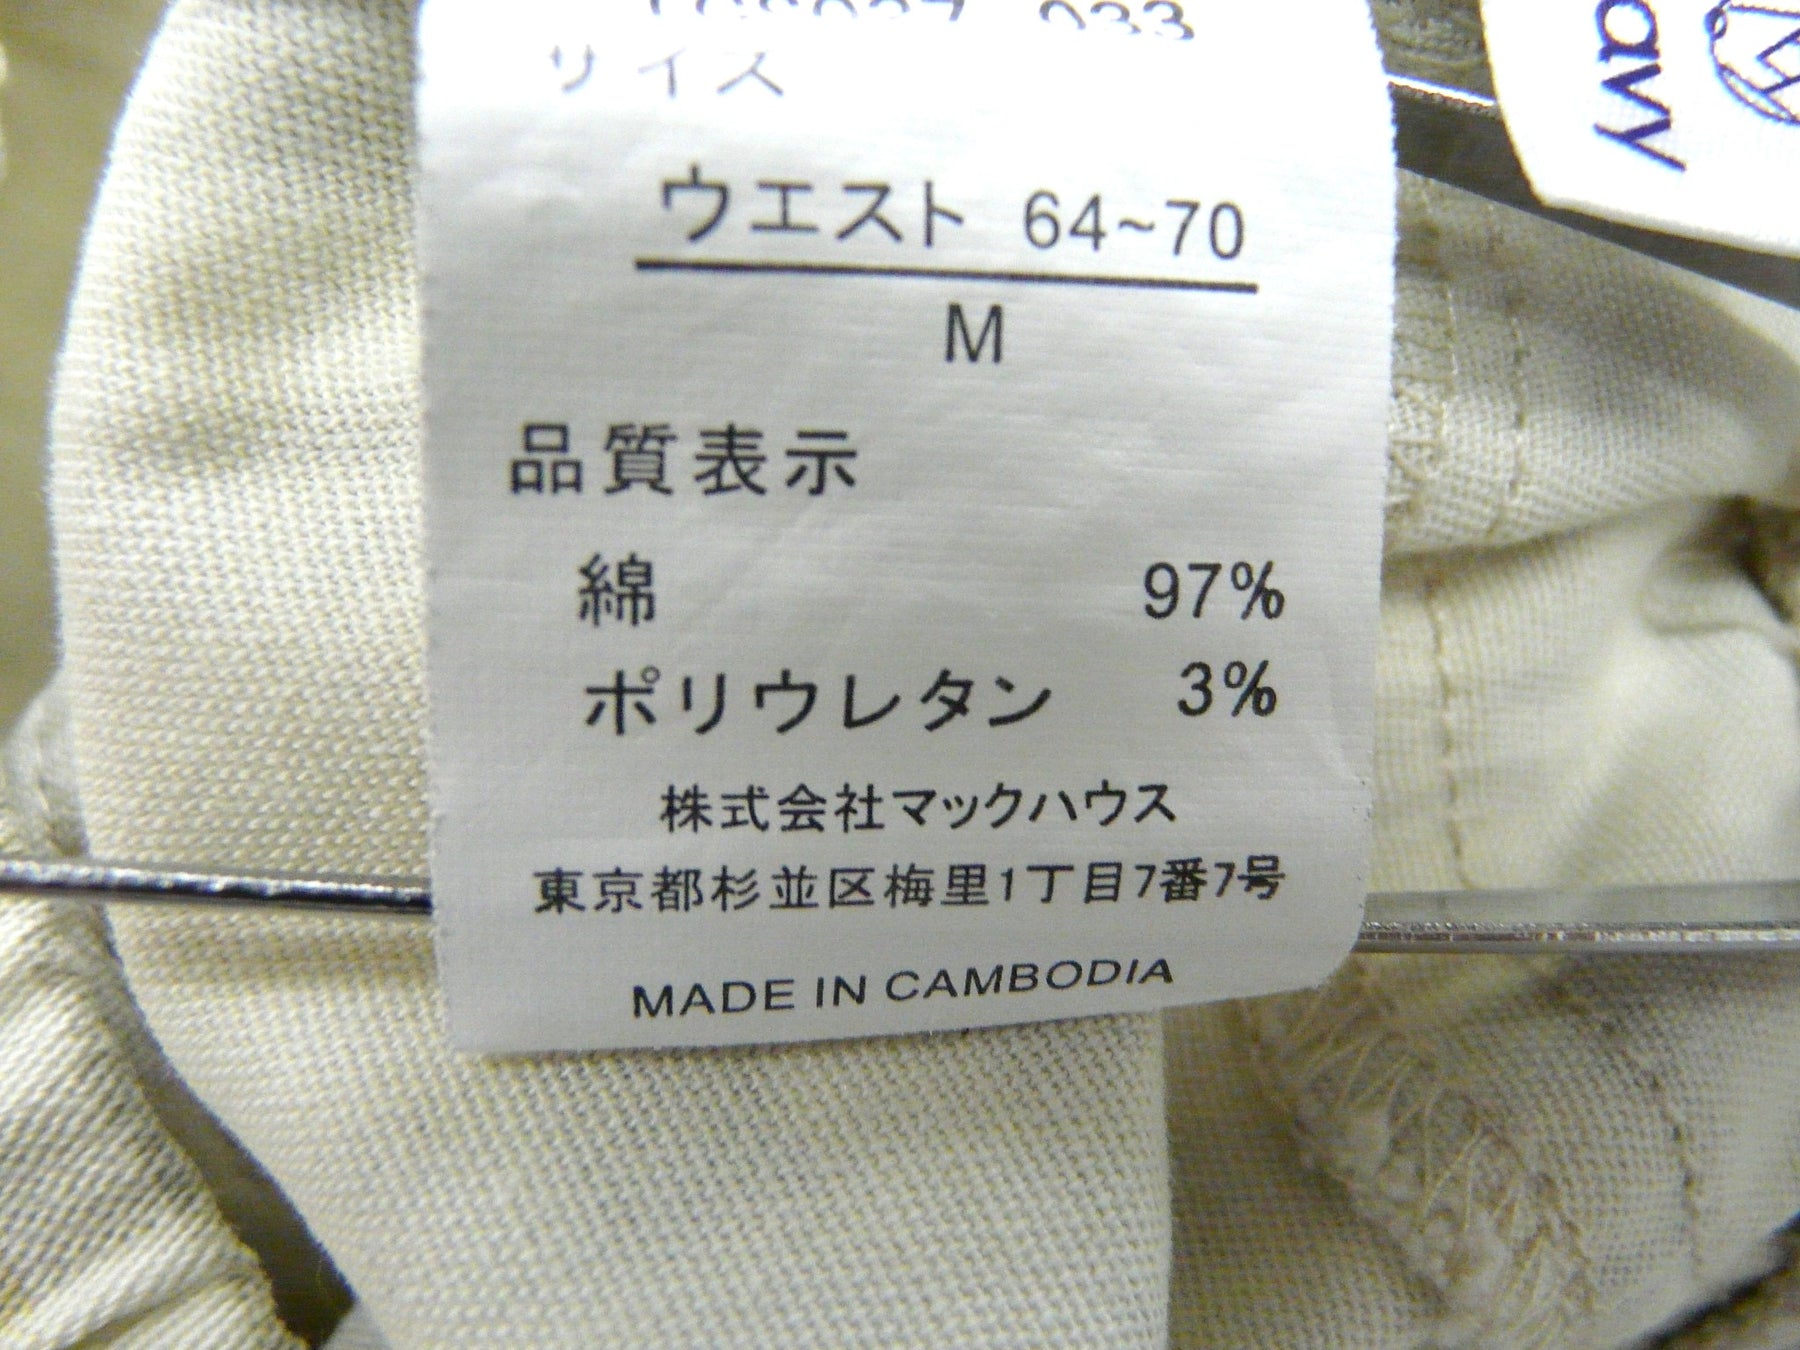 サイズ
ウエスト 64~70
M
品質表示
綿 97%
ポリウレタン 3%
株式会社マックハウス
東京都杉並区梅里1丁目7番7号
MADE IN CAMBODIA
avy